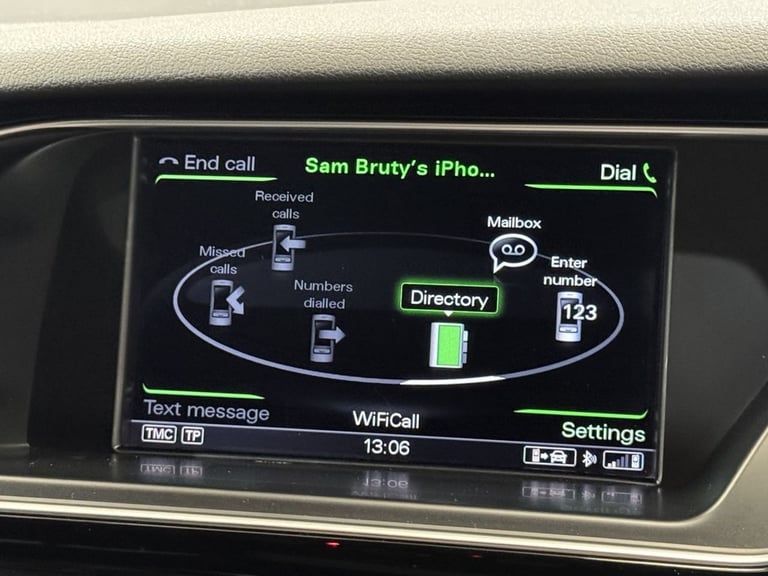 End call
Sam Bruty's iPho...
Dial
Received
calls
Mailbox
Missed
calls
Enter
number
123
Numbers
dialled
Directory
Text message
WiFiCall
Settings
TMC TP
13:06